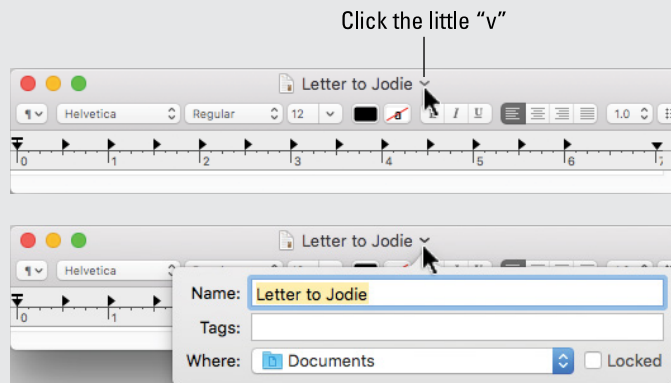 Click the little “v”
Letter to Jodie
¶ Helvetica Regular 12 a B I U 1.0
0 1 2 3 4 5 6 7
Letter to Jodie
¶ Helvetica
0 1
Name: Letter to Jodie
Tags:
Where: Documents Locked